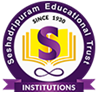 Seshadripuram Educational Trust
SINCE 1930
S
INSTITUTIONS